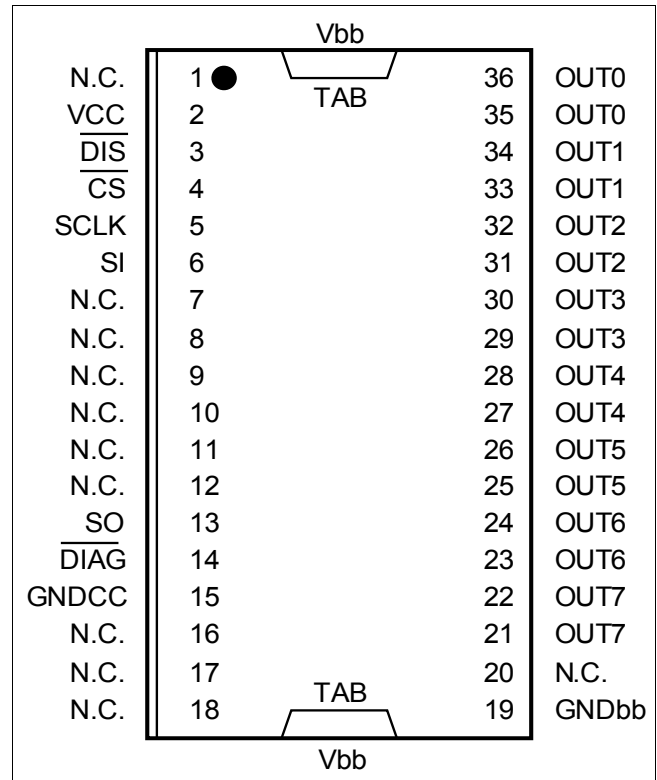 Vbb
N.C. 1 TAB 36 OUT0
VCC 2 35 OUT0
DIS 3 34 OUT1
CS 4 33 OUT1
SCLK 5 32 OUT2
SI 6 31 OUT2
N.C. 7 30 OUT3
N.C. 8 29 OUT3
N.C. 9 28 OUT4
N.C. 10 27 OUT4
N.C. 11 26 OUT5
N.C. 12 25 OUT5
SO 13 24 OUT6
DIAG 14 23 OUT6
GNDCC 15 22 OUT7
N.C. 16 21 OUT7
N.C. 17 20 N.C.
N.C. 18 TAB 19 GNDbb
Vbb